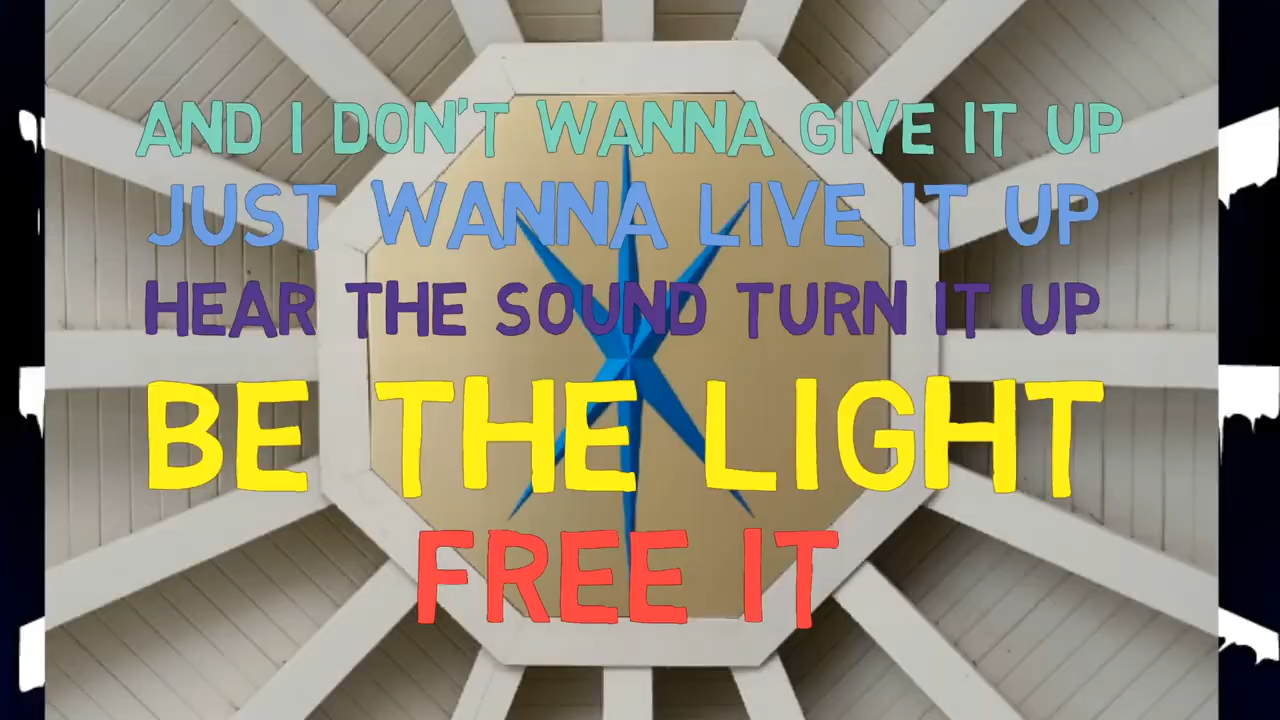 AND I DON'T WANNA GIVE IT UP
JUST WANNA LIVE IT UP
HEAR THE SOUND TURN IT UP
BE THE LIGHT
FREE IT